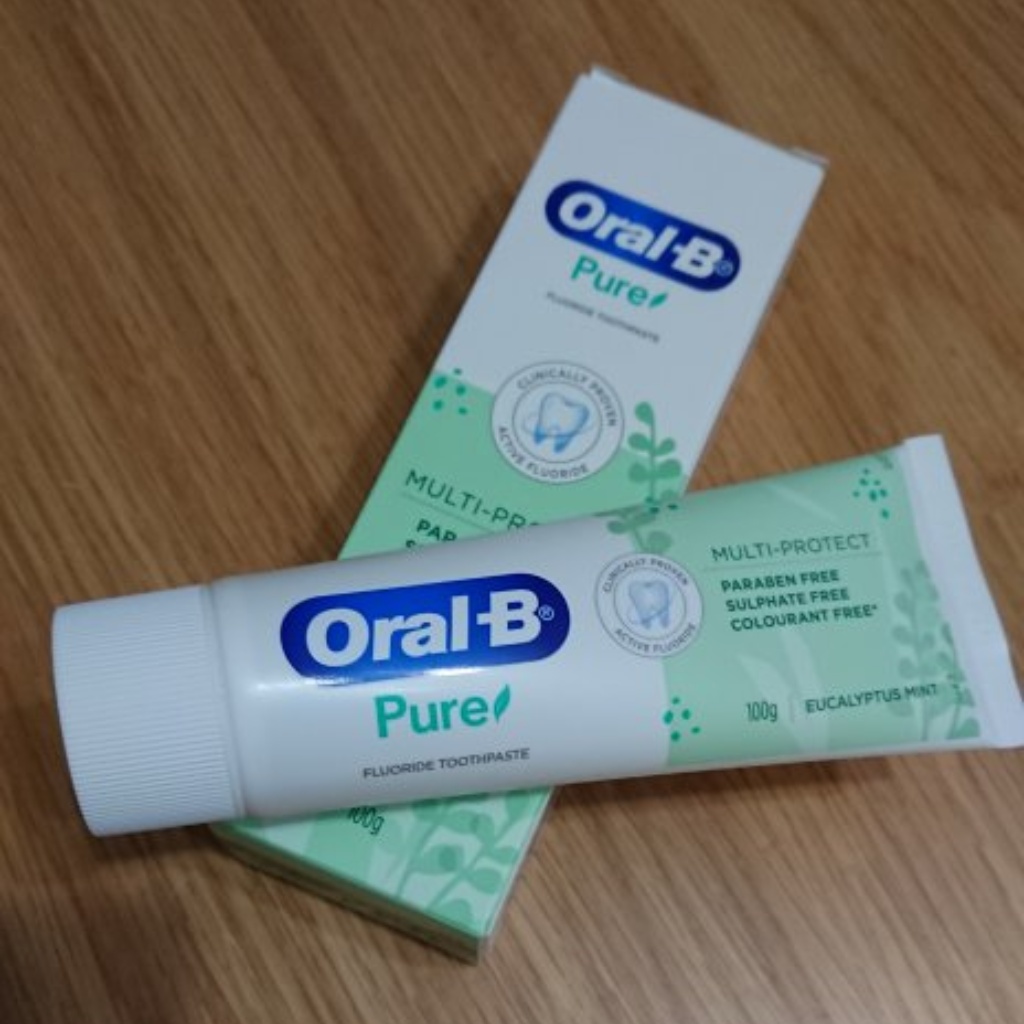 Oral-B®
Pure
FLUORIDE TOOTHPASTE
CLINICALLY PROVEN
ACTIVE FLUORIDE
MULTI-PRO
PAR
100g
Oral-B®
Pure
FLUORIDE TOOTHPASTE
CLINICALLY PROVEN
ACTIVE FLUORIDE
MULTI-PROTECT
PARABEN FREE
SULPHATE FREE
COLOURANT FREE*
100g | EUCALYPTUS MINT